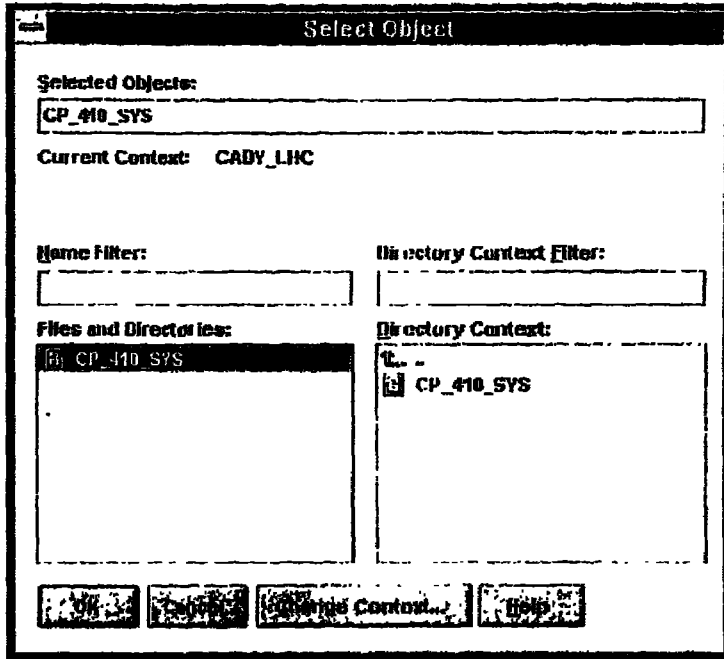 Select Object
Selected Objects:
CP_410_SYS
Current Context: CADY_LHC
Name Filter:
Directory Context Filter:
Files and Directories:
Directory Context:
CP_410_SYS
..
CP_410_SYS
OK
Cancel
Change Context...
Help